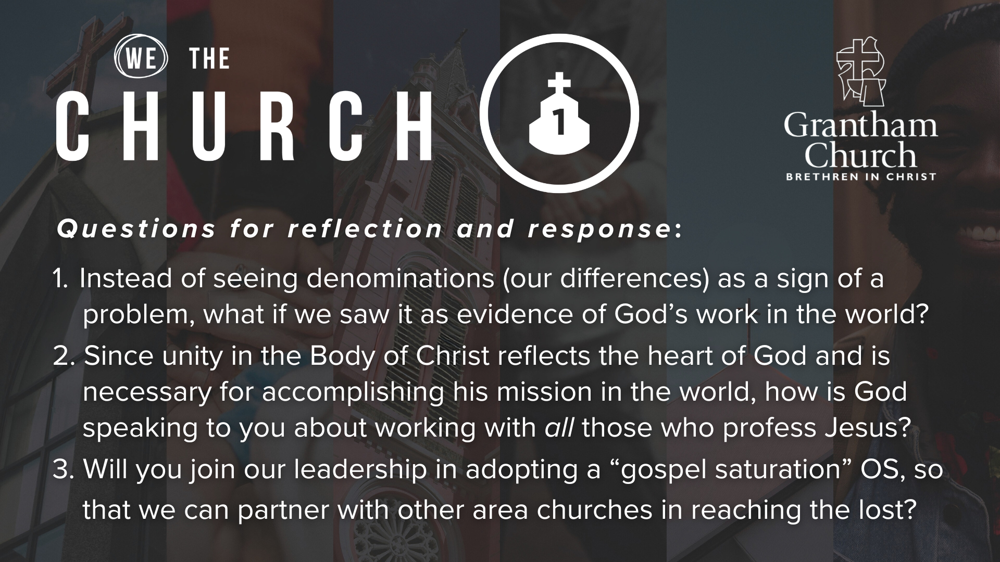 WE THE
CHURCH
1
Grantham
Church
BRETHREN IN CHRIST
Questions for reflection and response:
1. Instead of seeing denominations (our differences) as a sign of a
problem, what if we saw it as evidence of God’s work in the world?
2. Since unity in the Body of Christ reflects the heart of God and is
necessary for accomplishing his mission in the world, how is God
speaking to you about working with all those who profess Jesus?
3. Will you join our leadership in adopting a “gospel saturation” OS, so
that we can partner with other area churches in reaching the lost?